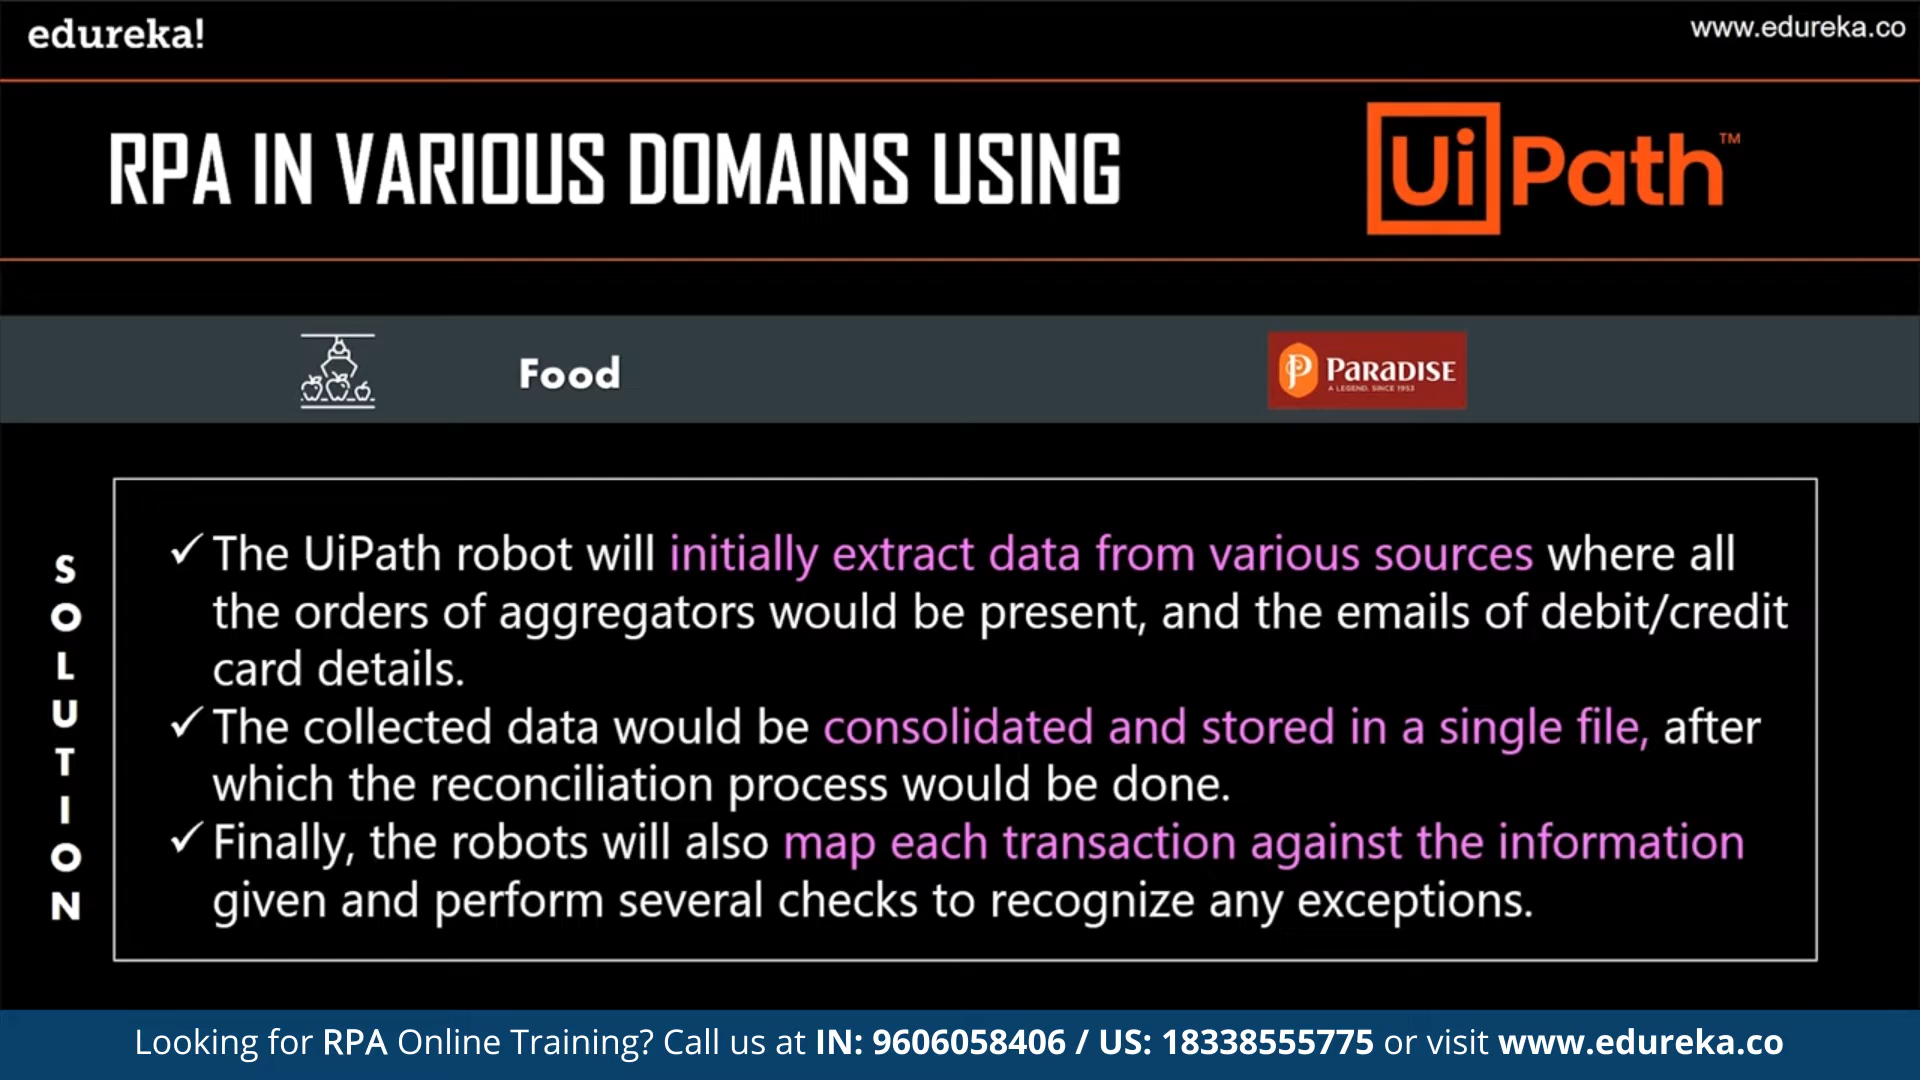 edureka!
www.edureka.co
RPA IN VARIOUS DOMAINS USING
UiPath™
Food
PARADISE
A LEGEND, SINCE 1953
SOLUTION
✓ The UiPath robot will initially extract data from various sources where all
the orders of aggregators would be present, and the emails of debit/credit
card details.
✓ The collected data would be consolidated and stored in a single file, after
which the reconciliation process would be done.
✓ Finally, the robots will also map each transaction against the information
given and perform several checks to recognize any exceptions.
Looking for RPA Online Training? Call us at IN: 9606058406 / US: 18338555775 or visit www.edureka.co